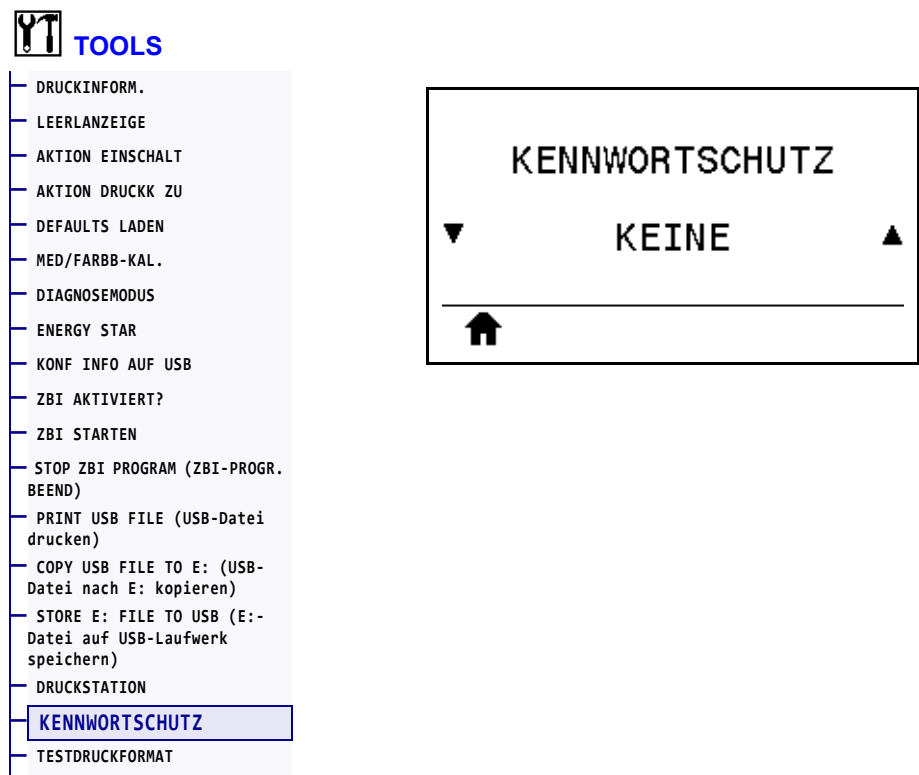 TOOLS
DRUCKINFORM.
LEERLANZEIGE
AKTION EINSCHALT
AKTION DRUCKK ZU
DEFAULTS LADEN
MED/FARBB-KAL.
DIAGNOSEMODUS
ENERGY STAR
KONF INFO AUF USB
ZBI AKTIVIERT?
ZBI STARTEN
STOP ZBI PROGRAM (ZBI-PROGR.
BEEND)
PRINT USB FILE (USB-Datei
drucken)
COPY USB FILE TO E: (USB-
Datei nach E: kopieren)
STORE E: FILE TO USB (E:-
Datei auf USB-Laufwerk
speichern)
DRUCKSTATION
KENNWORTSCHUTZ
TESTDRUCKFORMAT
KENNWORTSCHUTZ
KEINE